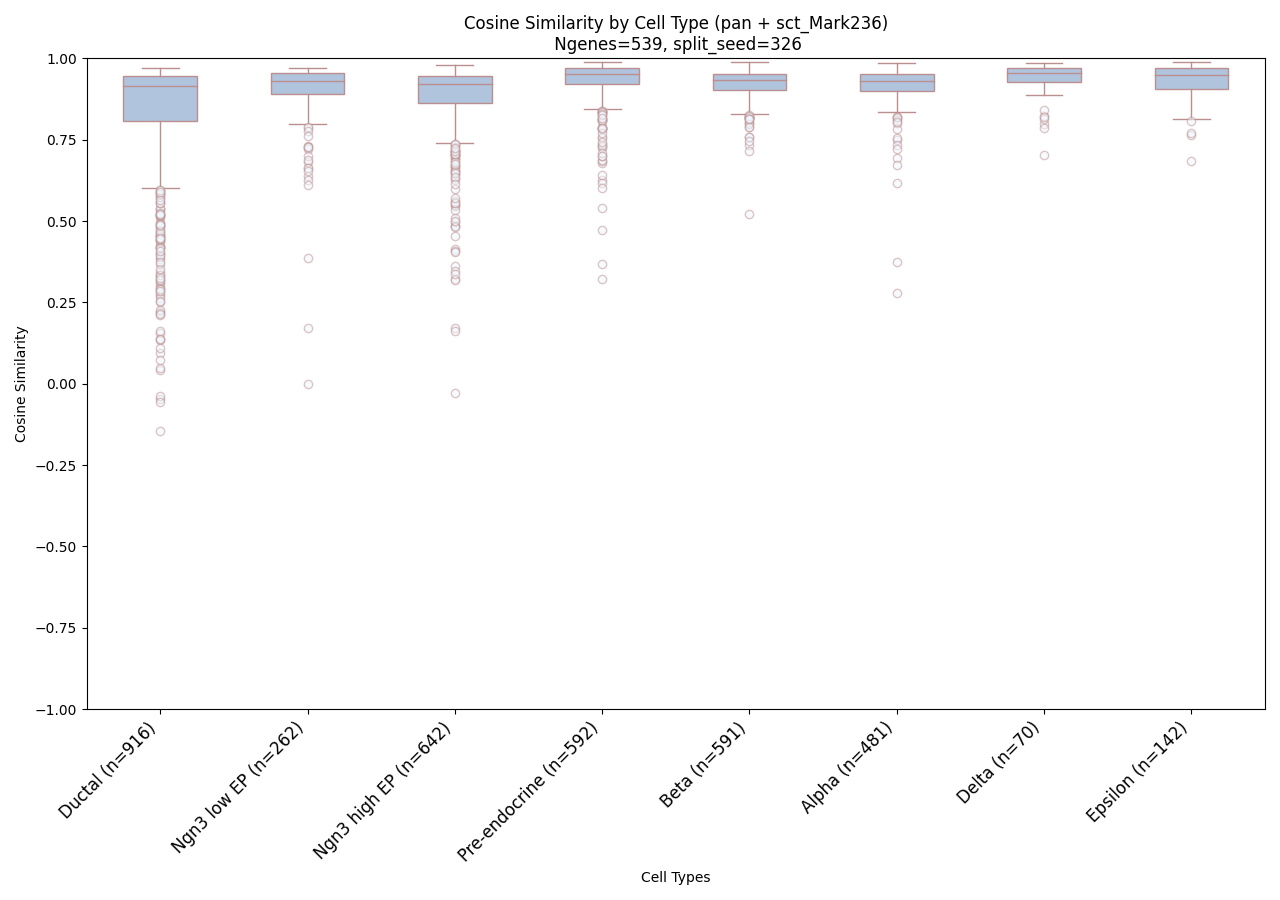 Cosine Similarity by Cell Type (pan + sct_Mark236)
Ngenes=539, split_seed=326
Cosine Similarity
1.00
0.75
0.50
0.25
0.00
−0.25
−0.50
−0.75
−1.00
Ductal (n=916)
Ngn3 low EP (n=262)
Ngn3 high EP (n=642)
Pre-endocrine (n=592)
Beta (n=591)
Alpha (n=481)
Delta (n=70)
Epsilon (n=142)
Cell Types